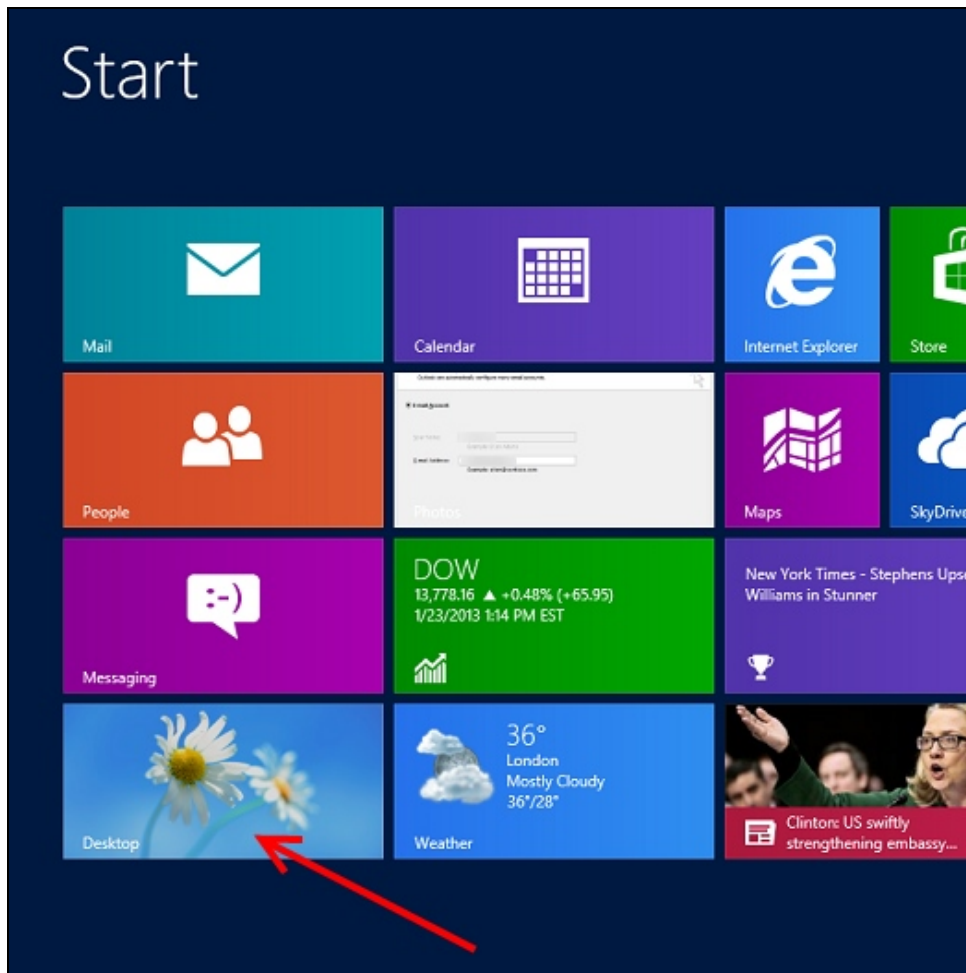 Start
Mail
Calendar
Internet Explorer
Store
People
Photos
Maps
SkyDrive
Messaging
DOW
13,778.16 ▲ +0.48% (+65.95)
1/23/2013 1:14 PM EST
New York Times - Stephens Upse
Williams in Stunner
Desktop
36°
London
Mostly Cloudy
36°/28°
Weather
Clinton: US swiftly
strengthening embassy...